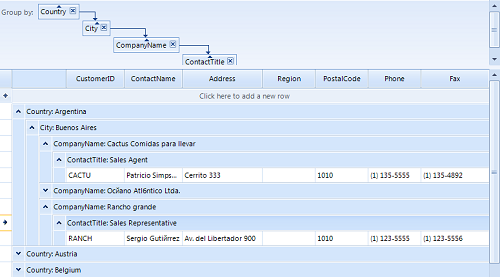 Group by: Country
City
CompanyName
ContactTitle
CustomerID ContactName Address Region PostalCode Phone Fax
Click here to add a new row
Country: Argentina
City: Buenos Aires
CompanyName: Cactus Comidas para llevar
ContactTitle: Sales Agent
CACTU Patricio Simps... Cerrito 333 1010 (1) 135-5555 (1) 135-4892
CompanyName: Ocйano Atlбntico Ltda.
CompanyName: Rancho grande
ContactTitle: Sales Representative
RANCH Sergio Gutiйrrez Av. del Libertador 900 1010 (1) 123-5555 (1) 123-5556
Country: Austria
Country: Belgium